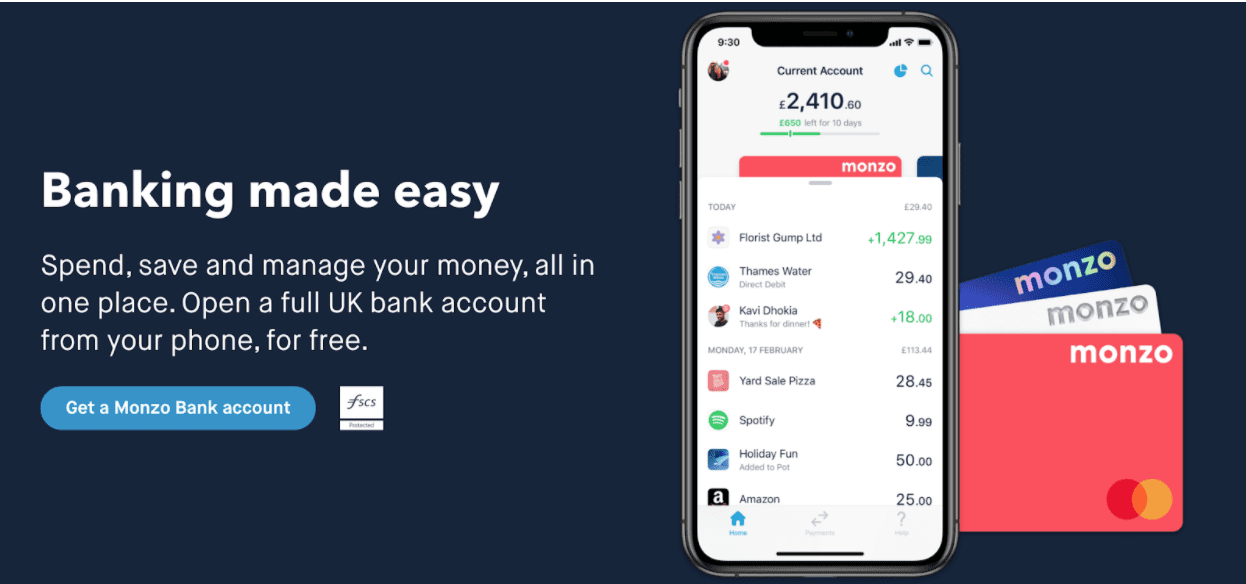 Banking made easy
Spend, save and manage your money, all in
one place. Open a full UK bank account
from your phone, for free.
Get a Monzo Bank account
fscs
Protected
9:30
Current Account
£2,410.60
£650 left for 10 days
monzo
TODAY £29.40
Florist Gump Ltd +1,427.99
Thames Water 29.40
Direct Debit
Kavi Dhokia +18.00
Thanks for dinner! 🍕
MONDAY, 17 FEBRUARY £113.44
Yard Sale Pizza 28.45
Spotify 9.99
Holiday Fun 50.00
Added to Pot
Amazon 25.00
Home Payments Help
monzo
monzo
monzo